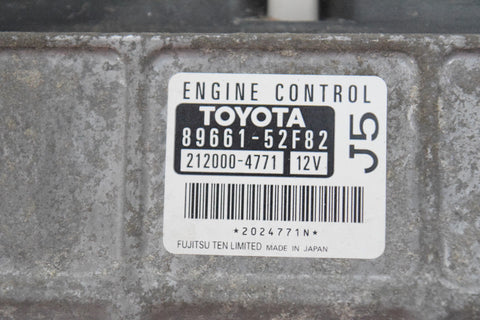 ENGINE CONTROL
TOYOTA
89661-52F82
212000-4771 12V
J5
*2024771N*
FUJITSU TEN LIMITED MADE IN JAPAN